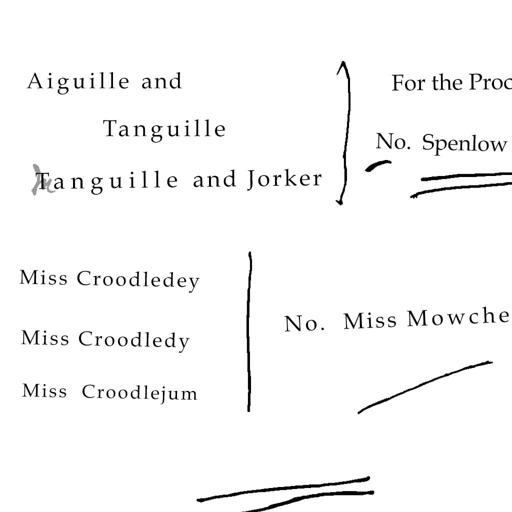 Aiguille and
Tanguille
Tanguille and Jorker
For the Proc
No. Spenlow
Miss Croodledey
Miss Croodledy
Miss Croodlejum
No. Miss Mowche